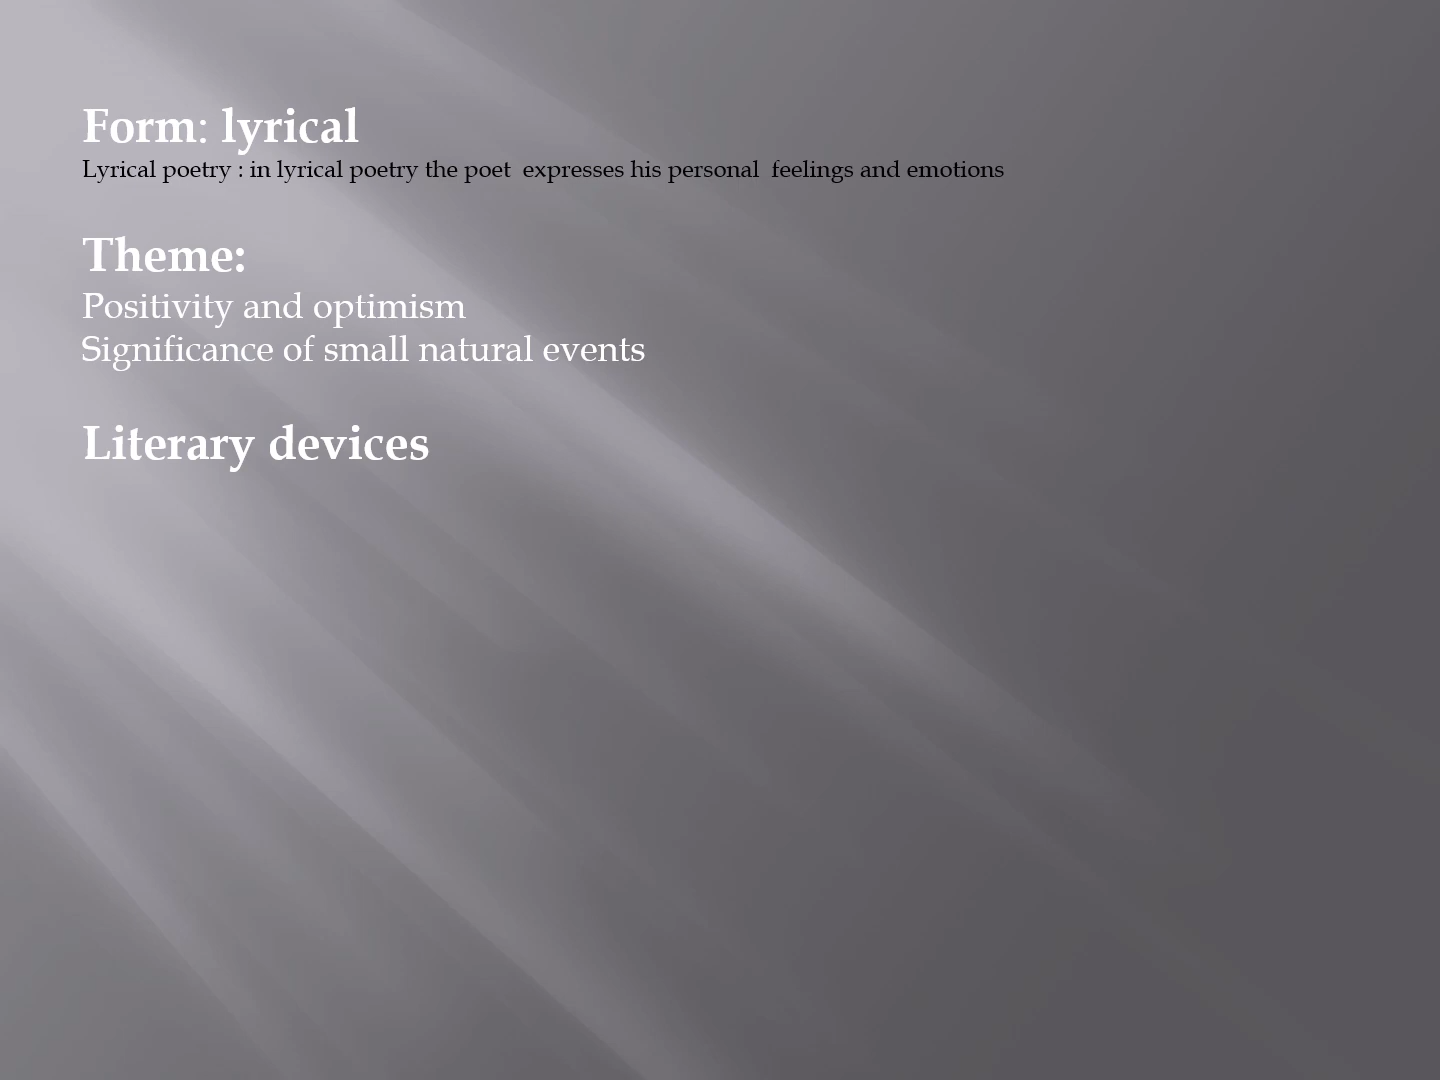 Form: lyrical
Lyrical poetry : in lyrical poetry the poet  expresses his personal  feelings and emotions
Theme:
Positivity and optimism
Significance of small natural events
Literary devices